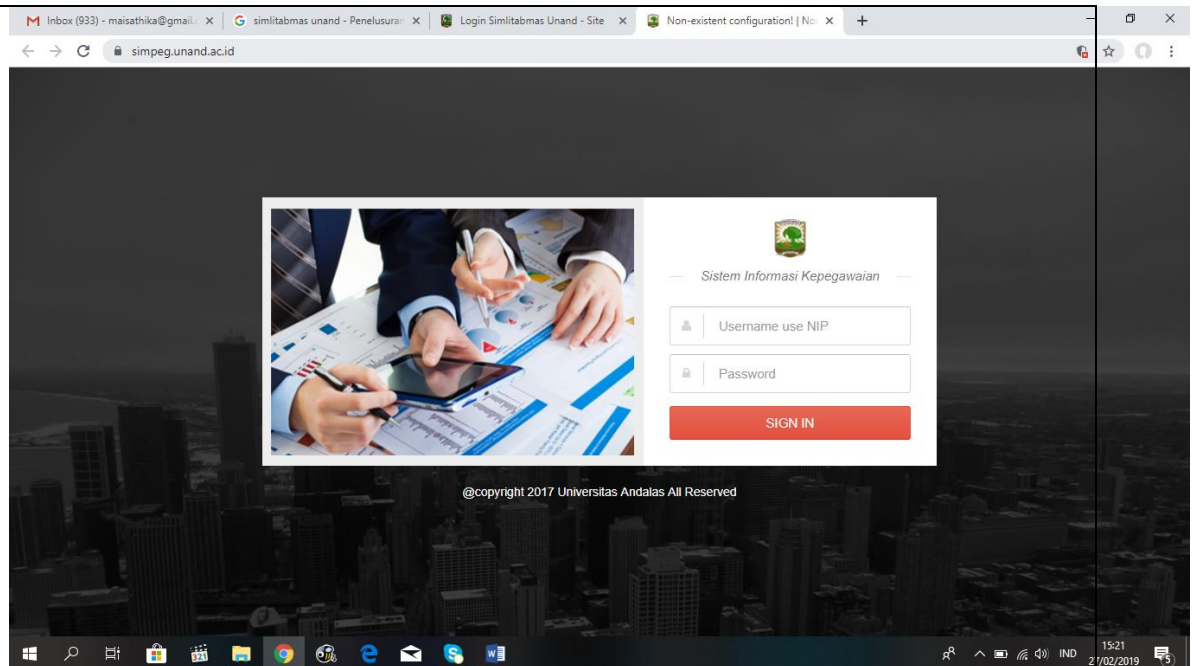 Inbox (933) - maisathika@gmail.c
simlitabmas unand - Penelusuran
Login Simlitabmas Unand - Site
Non-existent configuration! | No
simpeg.unand.ac.id
Sistem Informasi Kepegawaian
Username use NIP
Password
SIGN IN
@copyright 2017 Universitas Andalas All Reserved
IND
15:21
27/02/2019